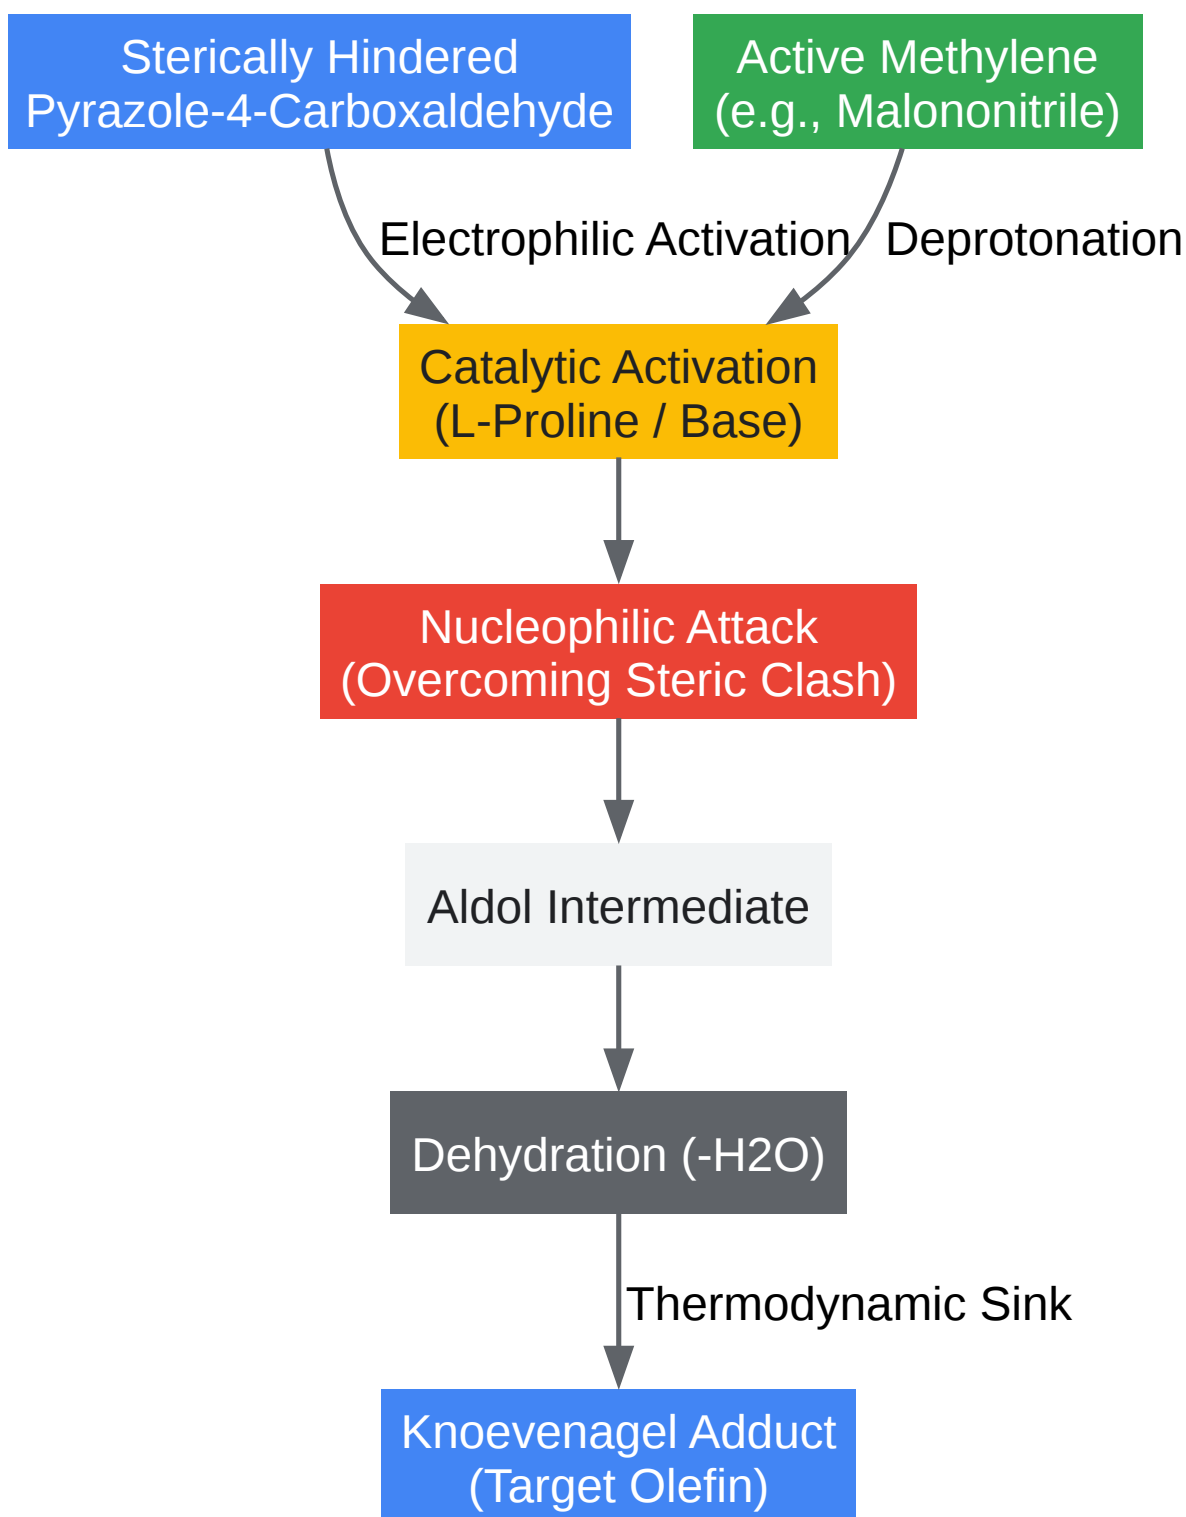 Sterically Hindered
Pyrazole-4-Carboxaldehyde
Active Methylene
(e.g., Malononitrile)
Electrophilic Activation
Deprotonation
Catalytic Activation
(L-Proline / Base)
Nucleophilic Attack
(Overcoming Steric Clash)
Aldol Intermediate
Dehydration (-H2O)
Thermodynamic Sink
Knoevenagel Adduct
(Target Olefin)